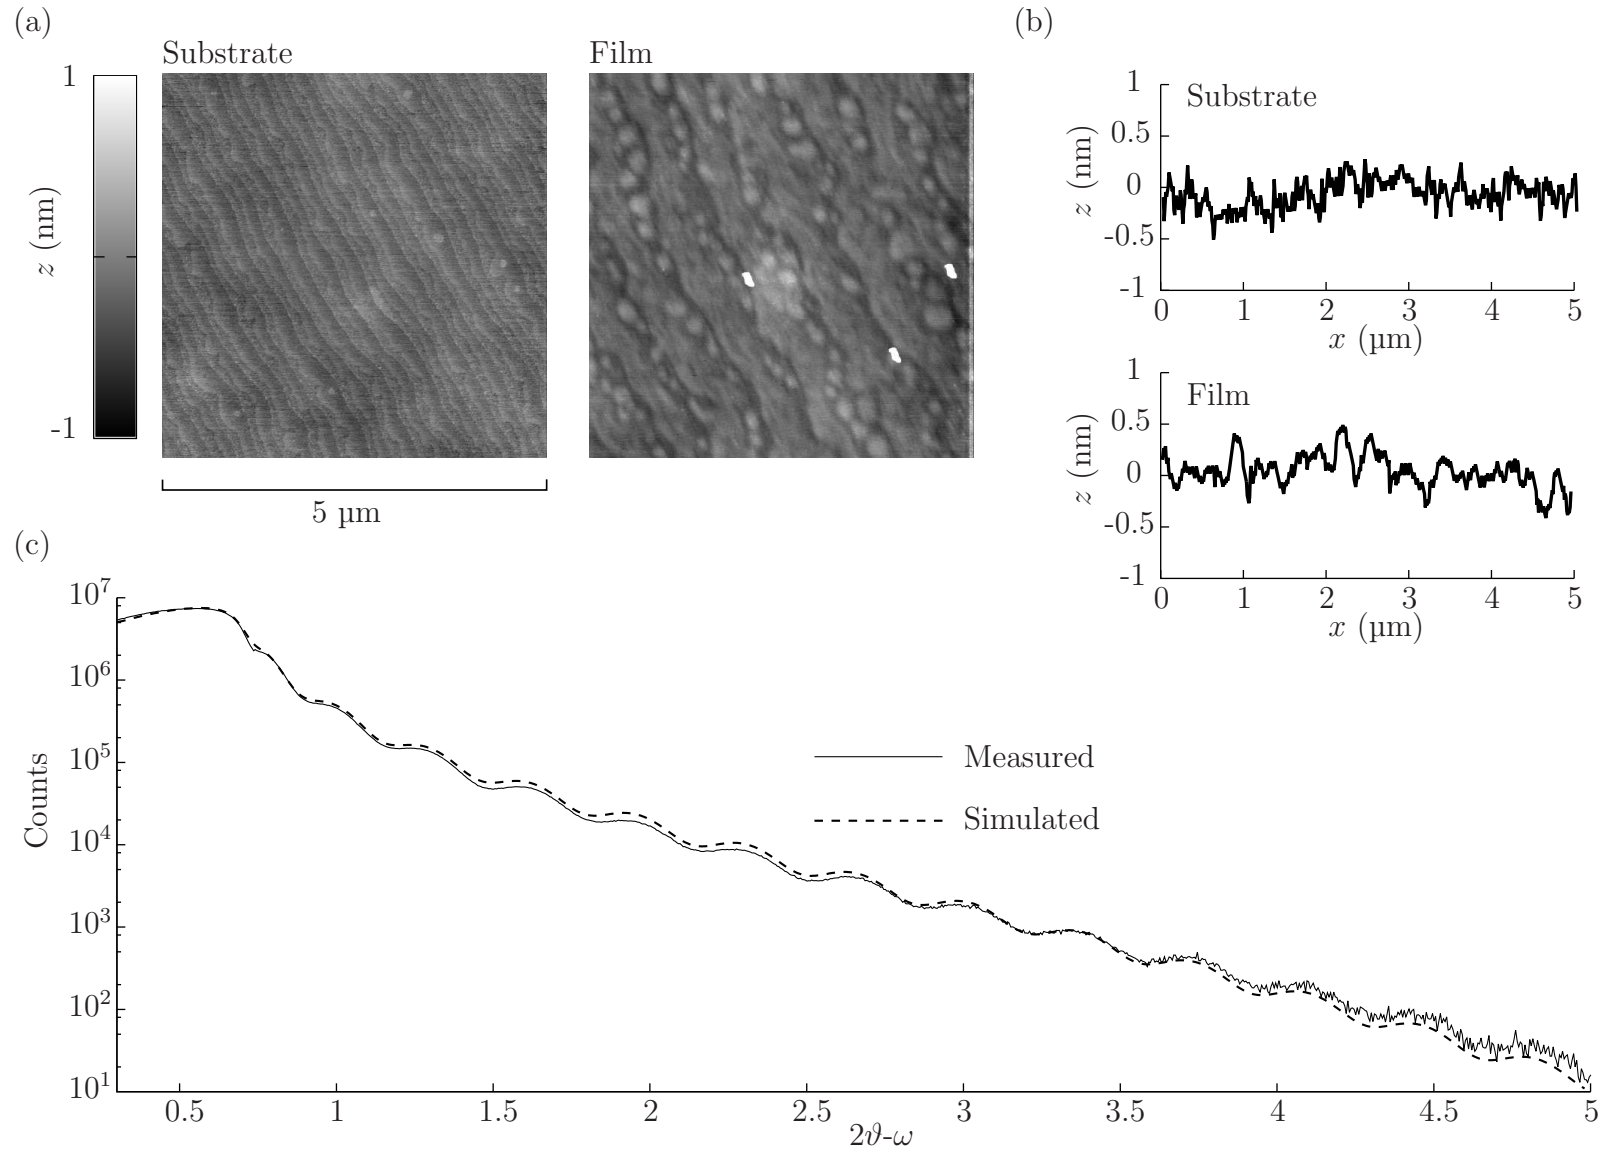 (a)
Substrate
Film
1
z (nm)
-1
5 µm
(b)
1
0.5
0
-0.5
-1
z (nm)
Substrate
0 1 2 3 4 5
x (µm)
1
0.5
0
-0.5
-1
z (nm)
Film
0 1 2 3 4 5
x (µm)
(c)
10⁷
10⁶
10⁵
10⁴
10³
10²
10¹
Counts
Measured
Simulated
0.5 1 1.5 2 2.5 3 3.5 4 4.5 5
2ϑ-ω